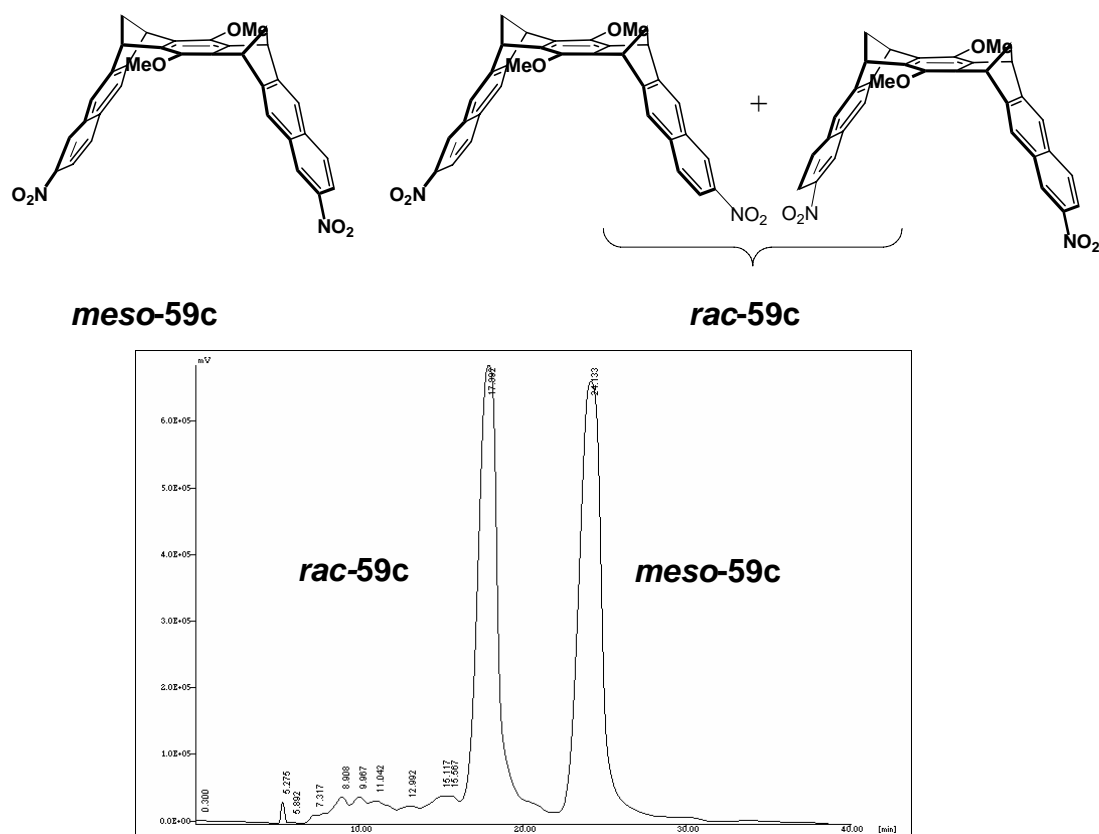 OMe
MeO
O₂N
NO₂
OMe
MeO
O₂N
NO₂
+
OMe
MeO
O₂N
NO₂
meso-59c
rac-59c
mV
6.0E+05
5.0E+05
4.0E+05
3.0E+05
2.0E+05
1.0E+05
0.0E+00
rac-59c
meso-59c
0.300
5.275
5.892
7.317
8.908
9.967
11.042
12.992
15.117
15.567
24.133
10.00
20.00
30.00
40.00
[min]